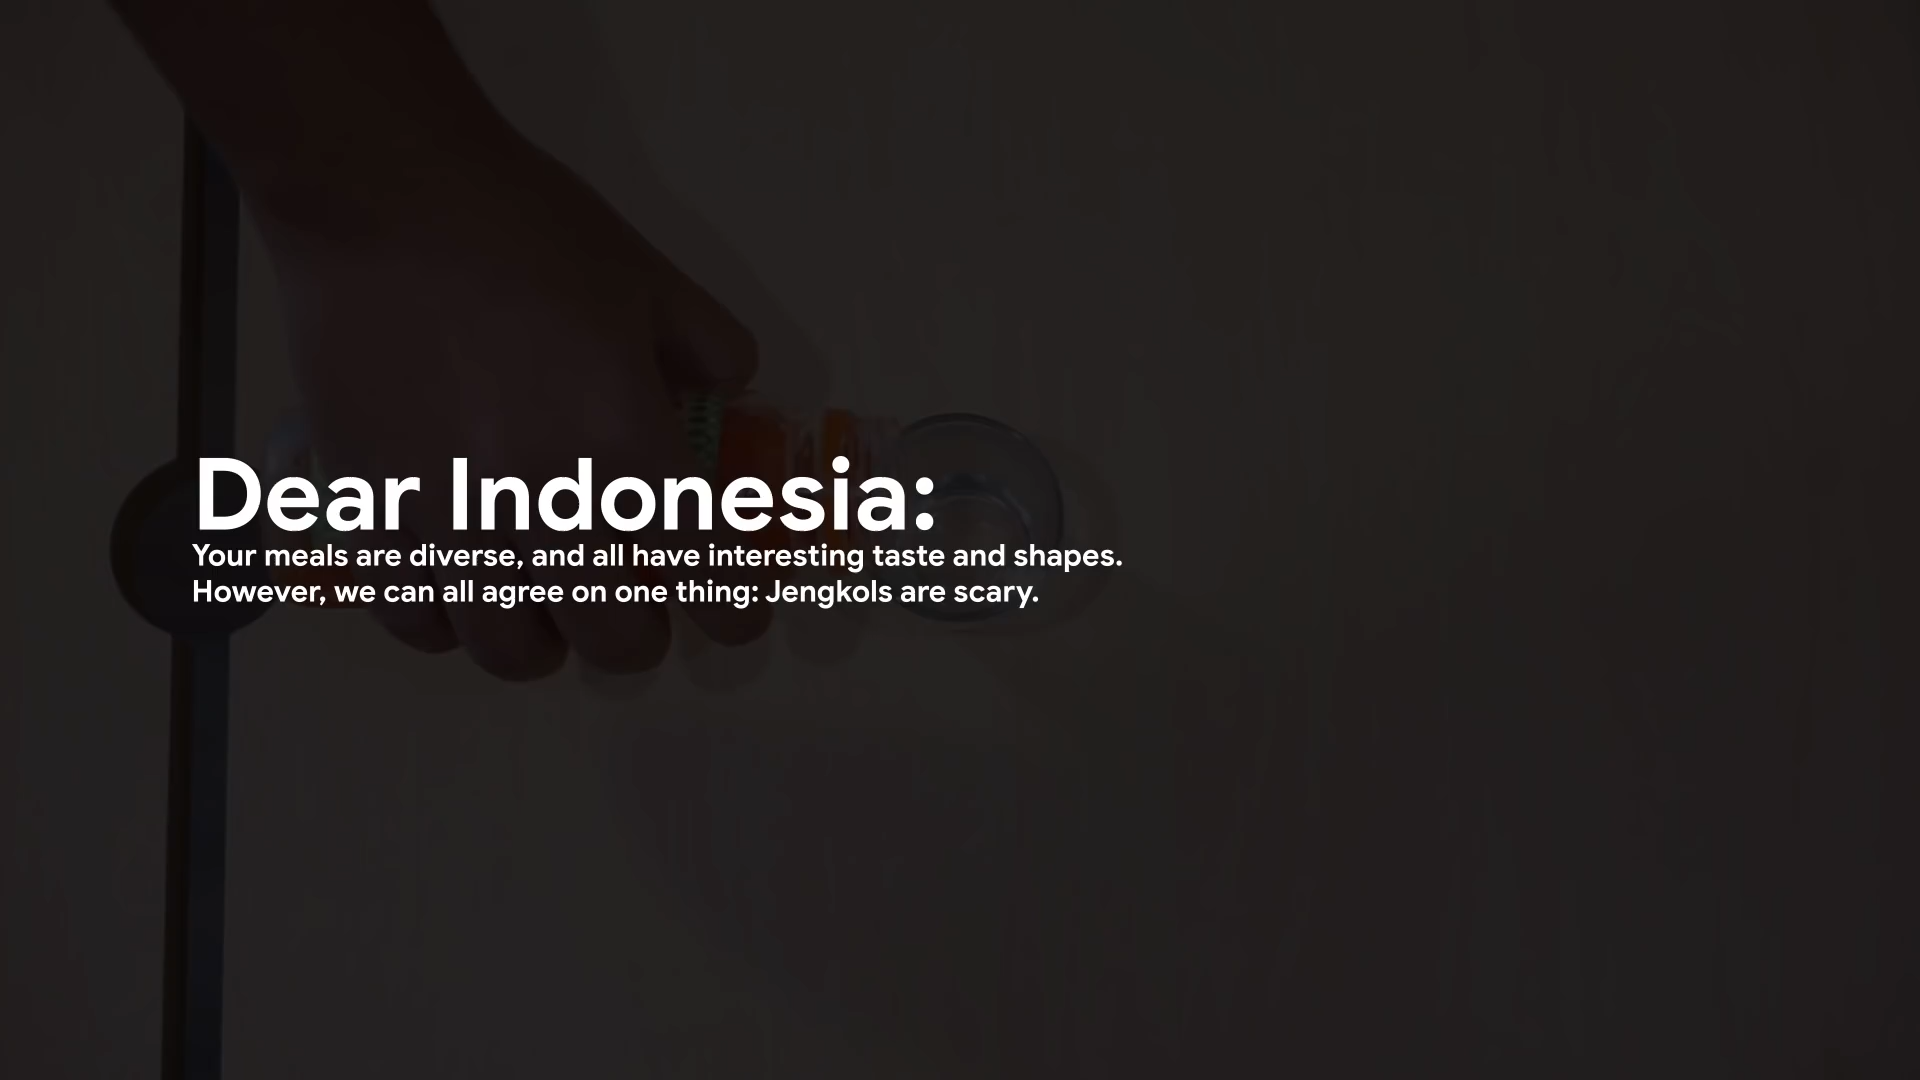 Dear Indonesia:
Your meals are diverse, and all have interesting taste and shapes.
However, we can all agree on one thing: Jengkols are scary.